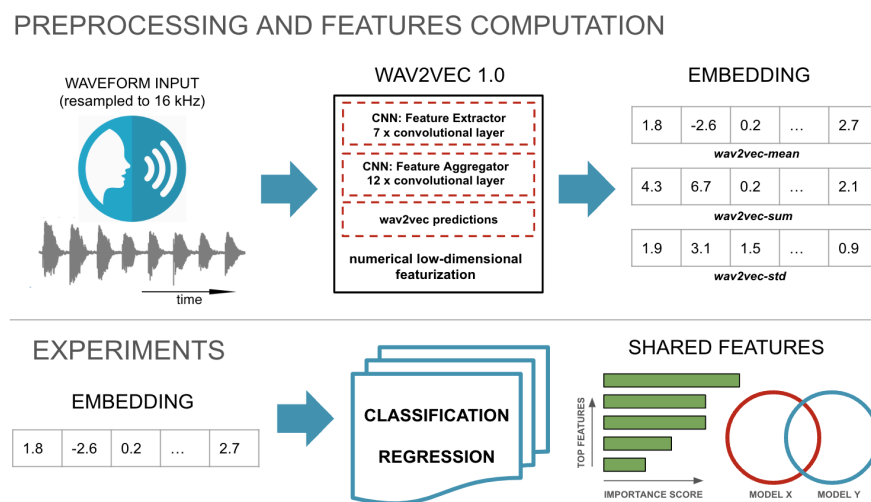 PREPROCESSING AND FEATURES COMPUTATION
WAVEFORM INPUT
(resampled to 16 kHz)
time
WAV2VEC 1.0
CNN: Feature Extractor
7 x convolutional layer
CNN: Feature Aggregator
12 x convolutional layer
wav2vec predictions
numerical low-dimensional
featurization
EMBEDDING
1.8 -2.6 0.2 ... 2.7
wav2vec-mean
4.3 6.7 0.2 ... 2.1
wav2vec-sum
1.9 3.1 1.5 ... 0.9
wav2vec-std
EXPERIMENTS
EMBEDDING
1.8 -2.6 0.2 ... 2.7
CLASSIFICATION
REGRESSION
SHARED FEATURES
TOP FEATURES
IMPORTANCE SCORE
MODEL X MODEL Y